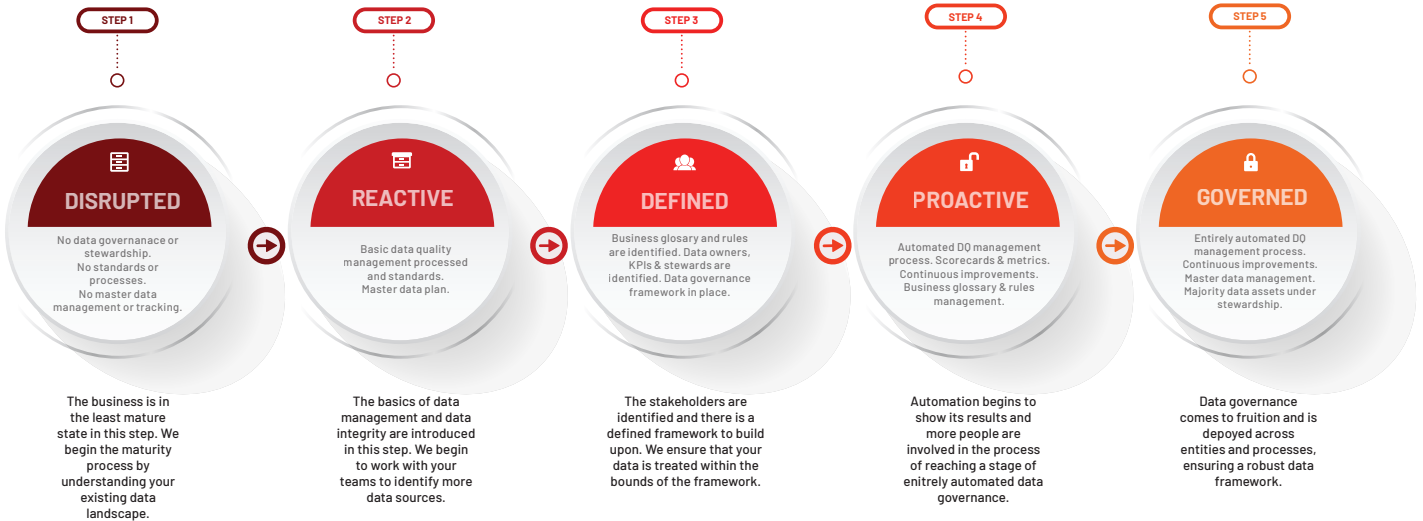 STEP 1
DISRUPTED
No data governanace or
stewardship.
No standards or
processes.
No master data
management or tracking.
The business is in
the least mature
state in this step. We
begin the maturity
process by
understanding your
existing data
landscape.
STEP 2
REACTIVE
Basic data quality
management processed
and standards.
Master data plan.
The basics of data
management and data
integrity are introduced
in this step. We begin
to work with your
teams to identify more
data sources.
STEP 3
DEFINED
Business glosary and rules
are identified. Data owners,
KPIs & stewards are
identified. Data governance
framework in place.
The stakeholders are
identified and there is a
defined framework to build
upon. We ensure that your
data is treated within the
bounds of the framework.
STEP 4
PROACTIVE
Automated DQ management
process. Scorecards & metrics.
Continuous improvements.
Business glossary & rules
management.
Automation begins to
show its results and
more people are
involved in the process
of reaching a stage of
enitrely automated data
governance.
STEP 5
GOVERNED
Entirely automated DQ
management process.
Continuous improvements.
Master data management.
Majority data assets under
stewardship.
Data governance
comes to fruition and is
depoyed across
entities and processes,
ensuring a robust data
framework.